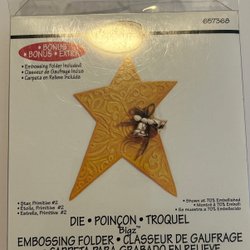 657368
BONUS
BONUS • EXTRA
• Embossing Folder Included
• Classeur de Gaufrage Inclus
• Carpeta en Relieve Incluida
• Star, Primitive #2
• Étoile, Primitive #2
• Estrella, Primitiva #2
• Shown at 70% Embellished
• Montré à 70% Embelli
• Se muestra a 70% Embellecido
DIE • POINÇON • TROQUEL
Bigz
EMBOSSING FOLDER • CLASSEUR DE GAUFRAGE
CARPETA PARA GRABADO EN RELIEVE